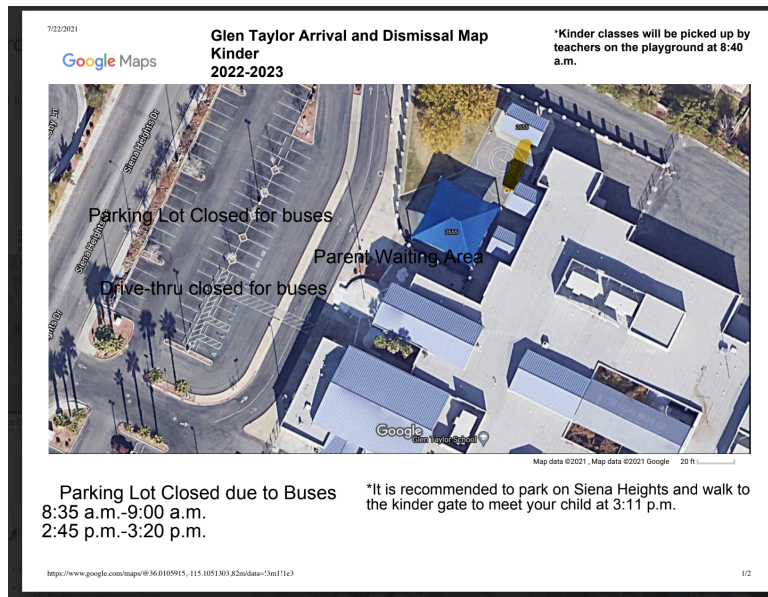 7/22/2021
Google Maps
Glen Taylor Arrival and Dismissal Map
Kinder
2022-2023
*Kinder classes will be picked up by
teachers on the playground at 8:40
a.m.
Siena Heights Dr
2655
Parking Lot Closed for buses
Siena Heights Dr
2655
Parent Waiting Area
Drive-thru closed for buses
Google
Glen Taylor School
Map data ©2021 , Map data ©2021 Google 20 ft
Parking Lot Closed due to Buses
8:35 a.m.-9:00 a.m.
2:45 p.m.-3:20 p.m.
*It is recommended to park on Siena Heights and walk to
the kinder gate to meet your child at 3:11 p.m.
https://www.google.com/maps/@36.0105915,-115.1051303,82m/data=!3m1!1e3
1/2